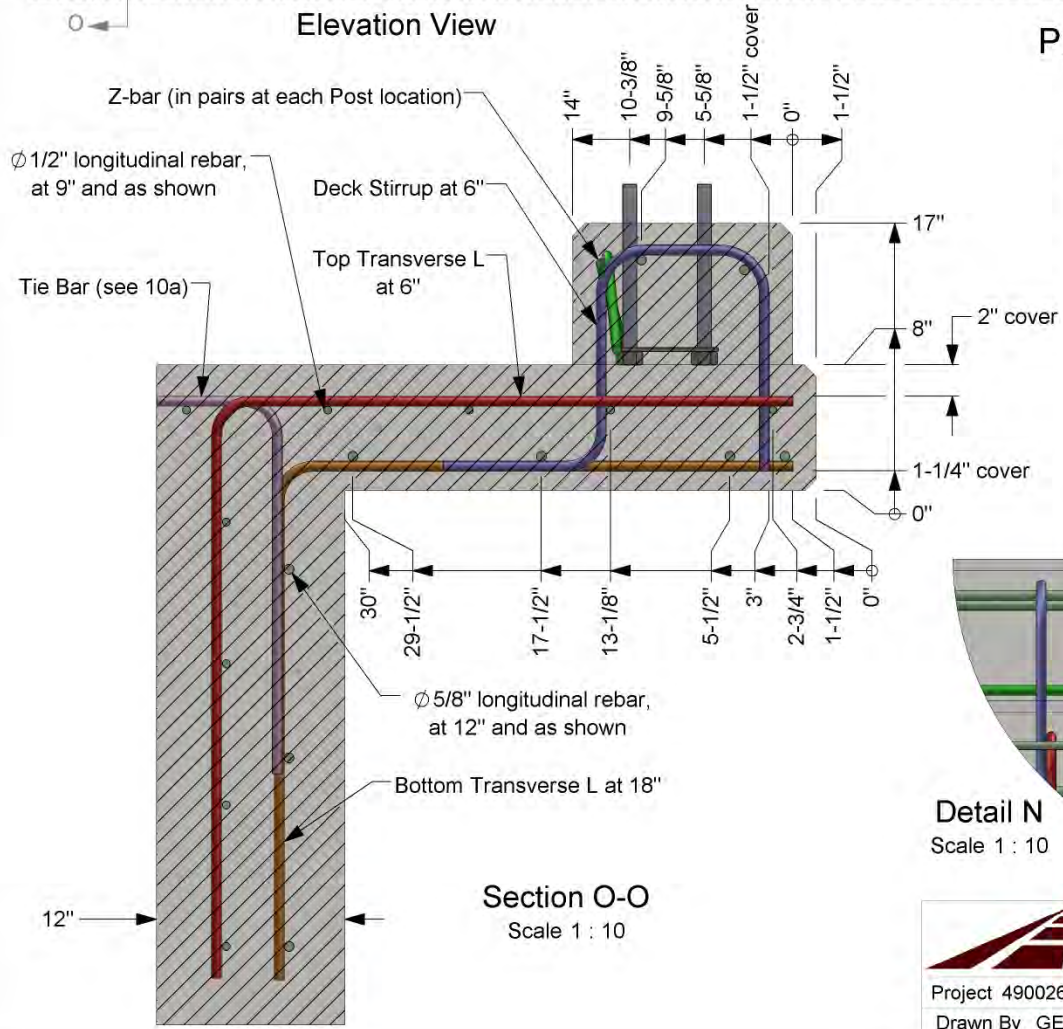 O
Elevation View
P
Z-bar (in pairs at each Post location)
Ø 1/2" longitudinal rebar,
at 9" and as shown
Deck Stirrup at 6"
Top Transverse L
at 6"
Tie Bar (see 10a)
14"
10-3/8"
9-5/8"
5-5/8"
1-1/2" cover
0"
1-1/2"
17"
8"
2" cover
1-1/4" cover
0"
30"
29-1/2"
17-1/2"
13-1/8"
5-1/2"
3"
2-3/4"
1-1/2"
0"
Ø 5/8" longitudinal rebar,
at 12" and as shown
Bottom Transverse L at 18"
12"
Section O-O
Scale 1 : 10
Detail N
Scale 1 : 10
Project 490026
Drawn By GE